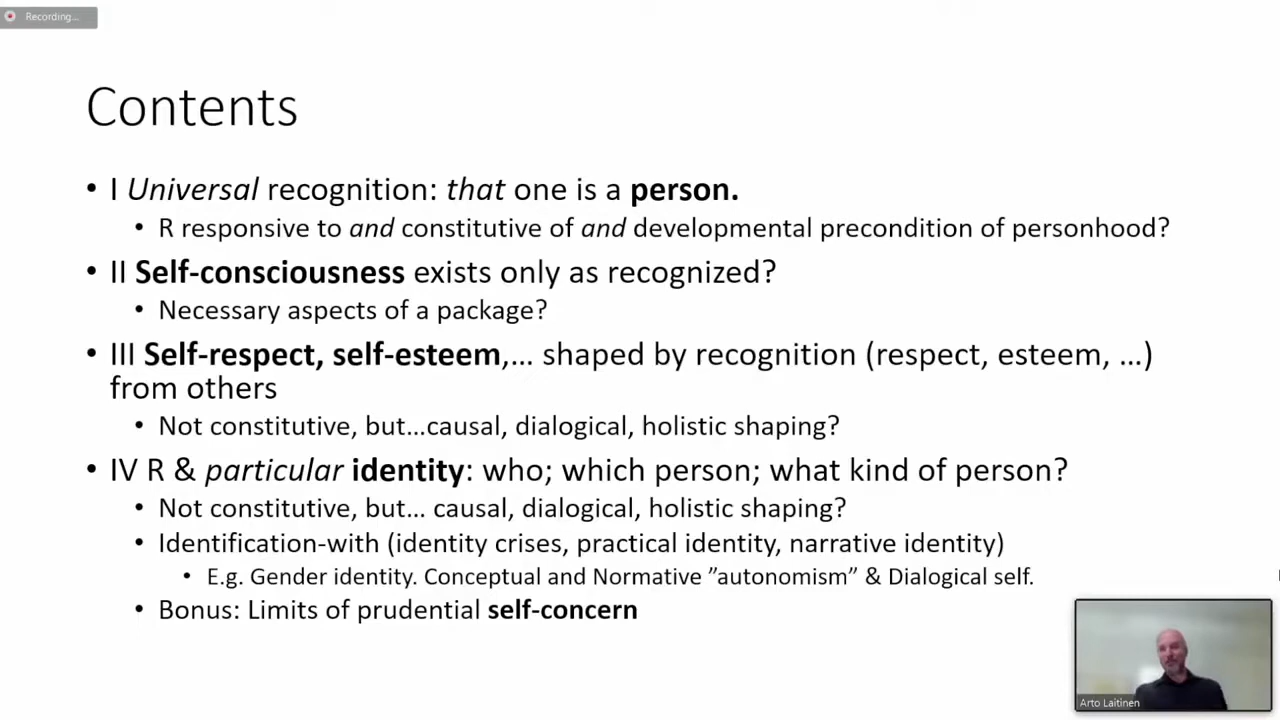 Recording...
Contents
• I Universal recognition: that one is a person.
• R responsive to and constitutive of and developmental precondition of personhood?
• II Self-consciousness exists only as recognized?
• Necessary aspects of a package?
• III Self-respect, self-esteem,... shaped by recognition (respect, esteem, ...)
from others
• Not constitutive, but...causal, dialogical, holistic shaping?
• IV R & particular identity: who; which person; what kind of person?
• Not constitutive, but... causal, dialogical, holistic shaping?
• Identification-with (identity crises, practical identity, narrative identity)
• E.g. Gender identity. Conceptual and Normative ”autonomism” & Dialogical self.
• Bonus: Limits of prudential self-concern
Arto Laitinen